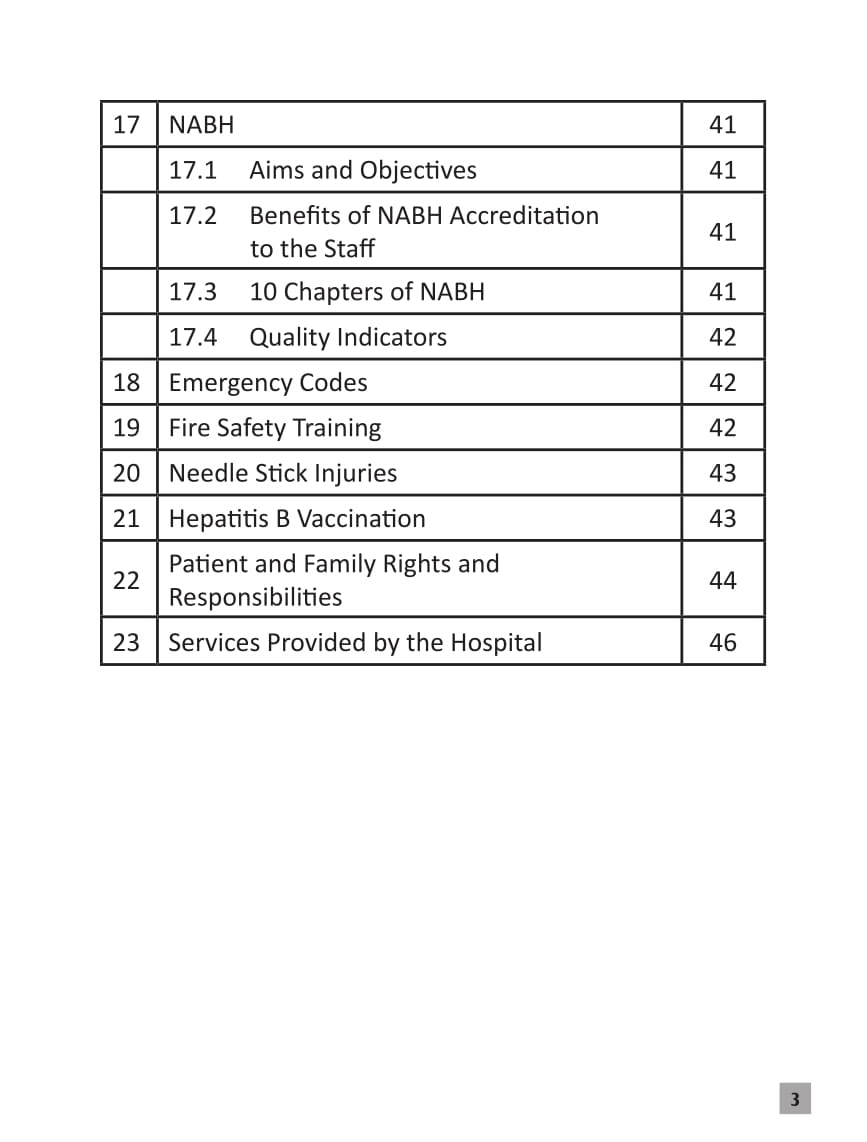 17 NABH 41
17.1 Aims and Objectives 41
17.2 Benefits of NABH Accreditation
to the Staff 41
17.3 10 Chapters of NABH 41
17.4 Quality Indicators 42
18 Emergency Codes 42
19 Fire Safety Training 42
20 Needle Stick Injuries 43
21 Hepatitis B Vaccination 43
22 Patient and Family Rights and
Responsibilities 44
23 Services Provided by the Hospital 46
3